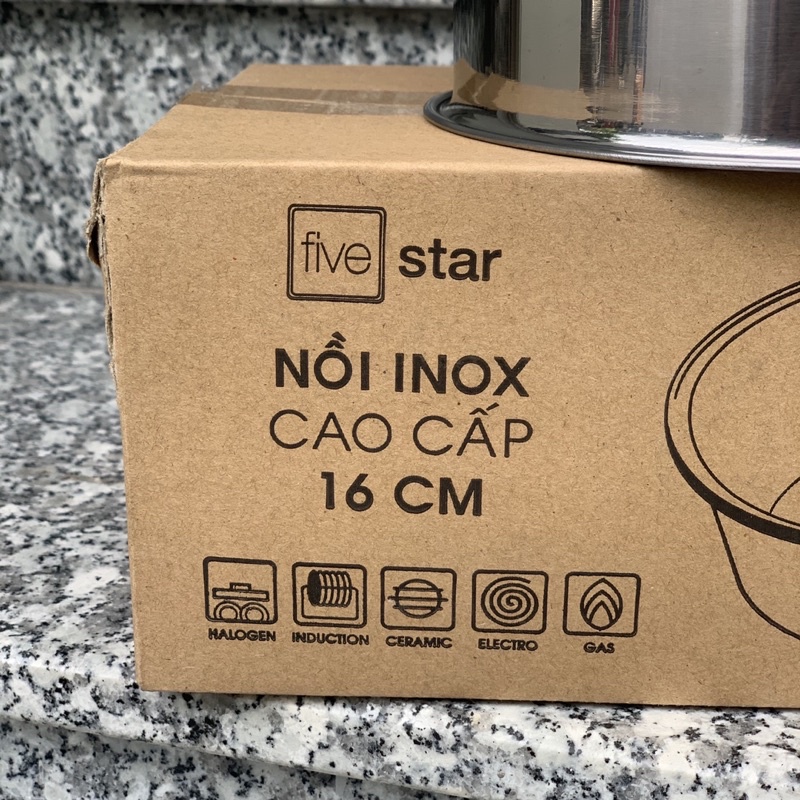 five star
NỒI INOX
CAO CẤP
16 CM
HALOGEN INDUCTION CERAMIC ELECTRO GAS